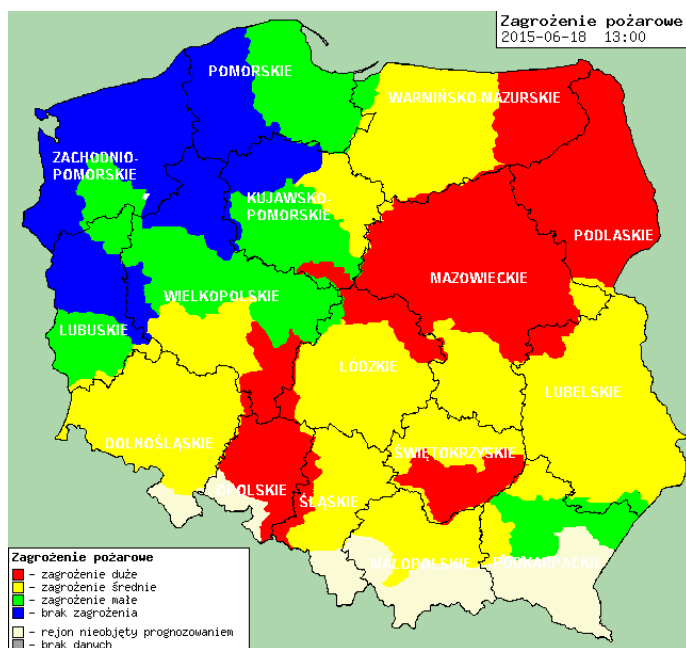 Zagrożenie pożarowe
2015-06-18 13:00
POMORSKIE
WARMIŃSKO-MAZURSKIE
ZACHODNIO-
POMORSKIE
KUJAWSKO-
POMORSKIE
PODLASKIE
MAZOWIECKIE
WIELKOPOLSKIE
LUBUSKIE
ŁÓDZKIE
LUBELSKIE
DOLNOŚLĄSKIE
ŚWIĘTOKRZYSKIE
OPOLSKIE
ŚLĄSKIE
MAŁOPOLSKIE
PODKARPACKIE
Zagrożenie pożarowe
- zagrożenie duże
- zagrożenie średnie
- zagrożenie małe
- brak zagrożenia
- rejon nieobjęty prognozowaniem
- brak danych